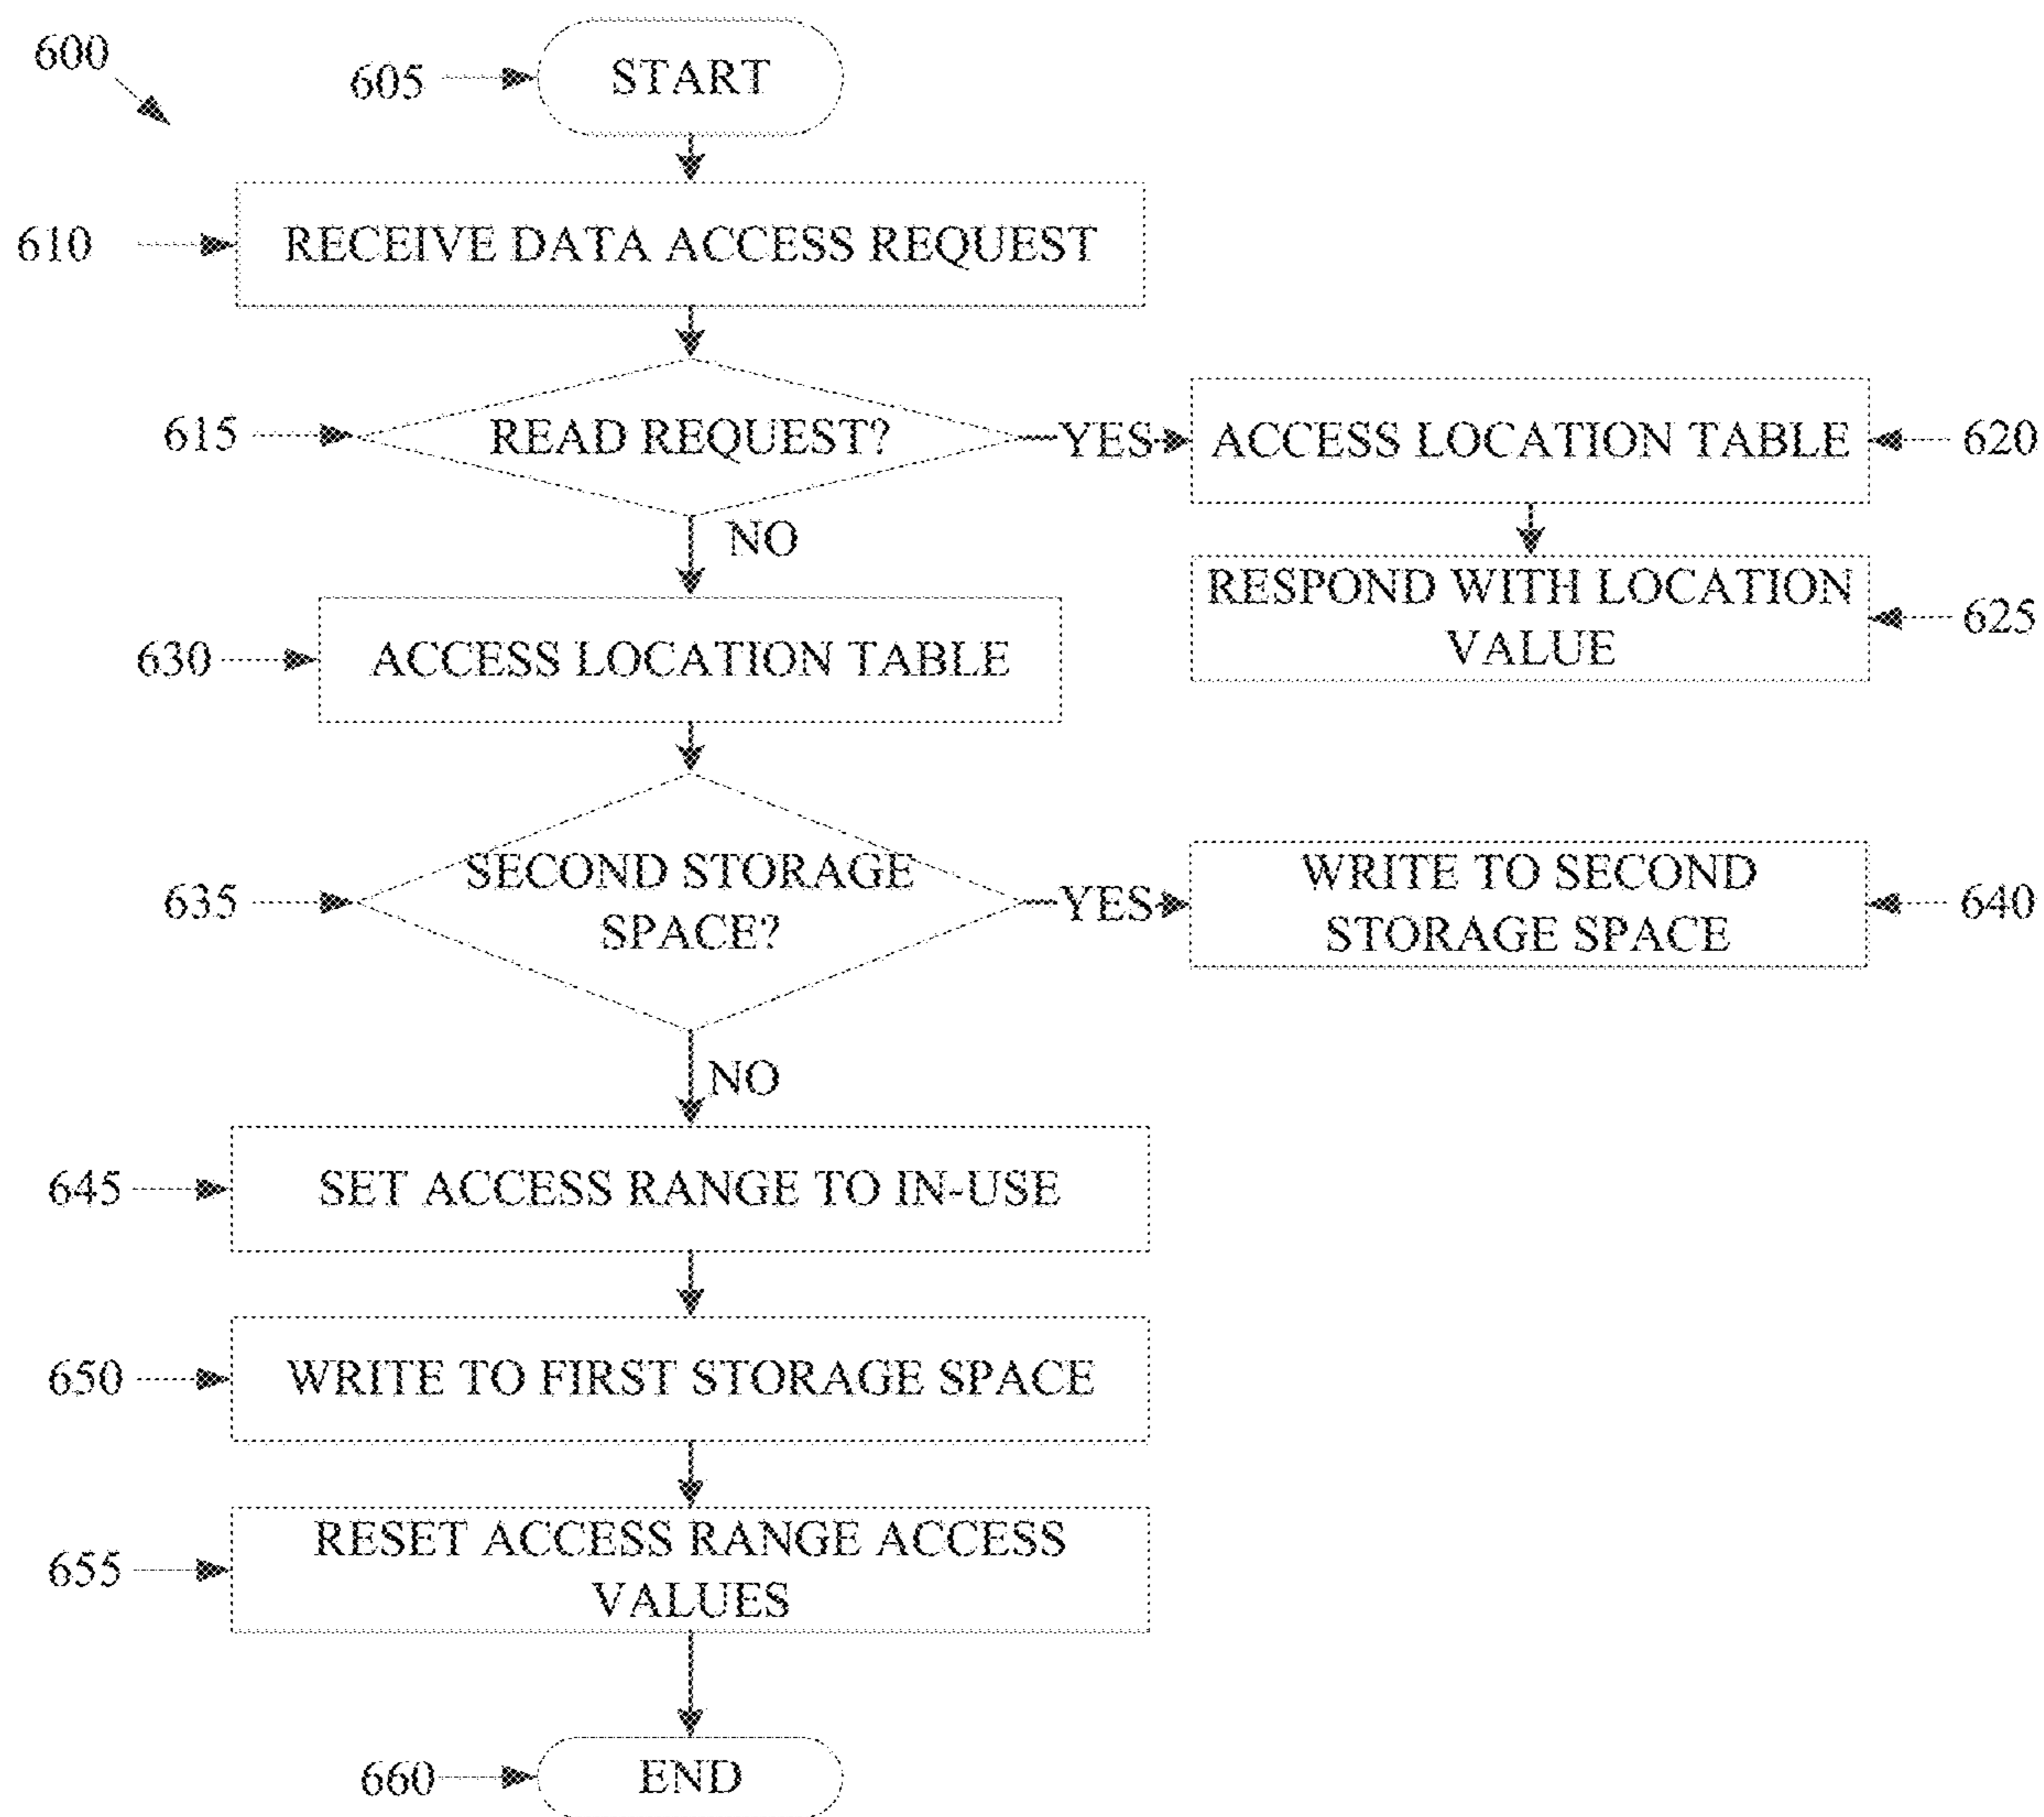 600
605
START
610
RECEIVE DATA ACCESS REQUEST
615
READ REQUEST?
YES
ACCESS LOCATION TABLE
620
NO
RESPOND WITH LOCATION
VALUE
625
630
ACCESS LOCATION TABLE
635
SECOND STORAGE
SPACE?
YES
WRITE TO SECOND
STORAGE SPACE
640
NO
645
SET ACCESS RANGE TO IN-USE
650
WRITE TO FIRST STORAGE SPACE
655
RESET ACCESS RANGE ACCESS
VALUES
660
END